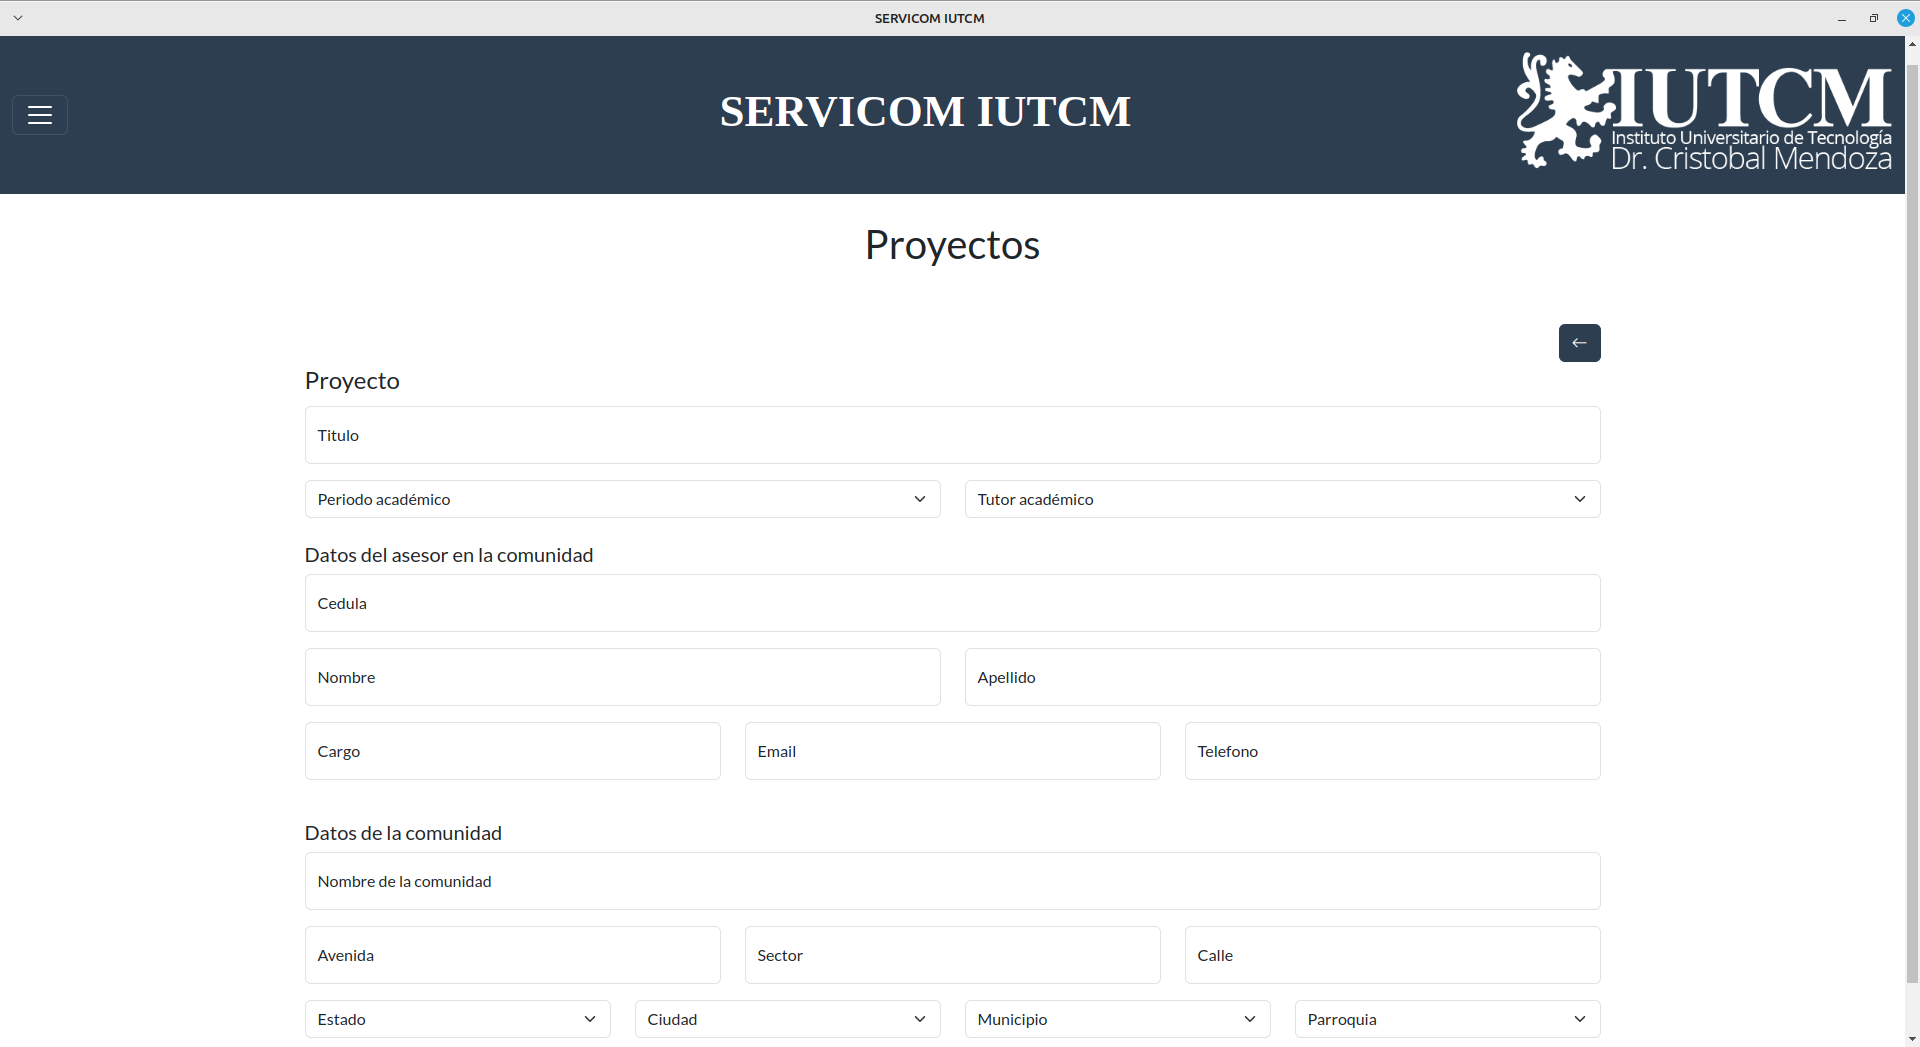 SERVICOM IUTCM
SERVICOM IUTCM
IUTCM
Instituto Universitario de Tecnología
Dr. Cristobal Mendoza
Proyectos
Proyecto
Titulo
Periodo académico
Tutor académico
Datos del asesor en la comunidad
Cedula
Nombre
Apellido
Cargo
Email
Telefono
Datos de la comunidad
Nombre de la comunidad
Avenida
Sector
Calle
Estado
Ciudad
Municipio
Parroquia